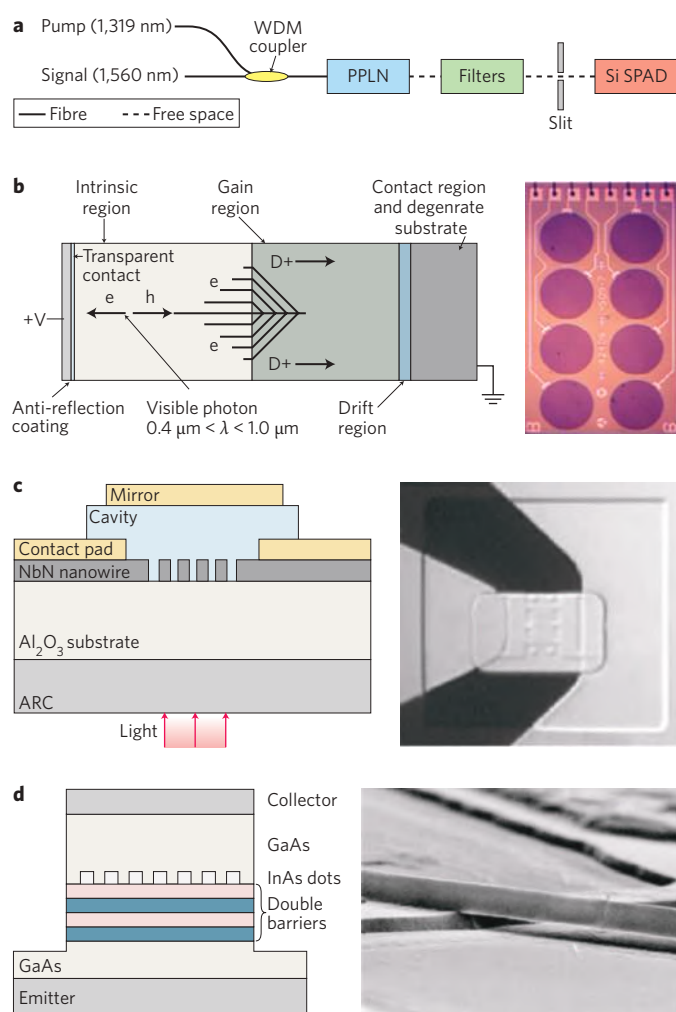 a
Pump (1,319 nm)
WDM
coupler
Signal (1,560 nm)
PPLN
Filters
Si SPAD
Fibre
Free space
Slit
b
Intrinsic
region
Gain
region
Contact region
and degenrate
substrate
Transparent
contact
D+
e
e
h
+V
e
D+
Anti-reflection
coating
Visible photon
0.4 μm < λ < 1.0 μm
Drift
region
c
Mirror
Cavity
Contact pad
NbN nanowire
Al₂O₃ substrate
ARC
Light
d
Collector
GaAs
InAs dots
Double
barriers
GaAs
Emitter